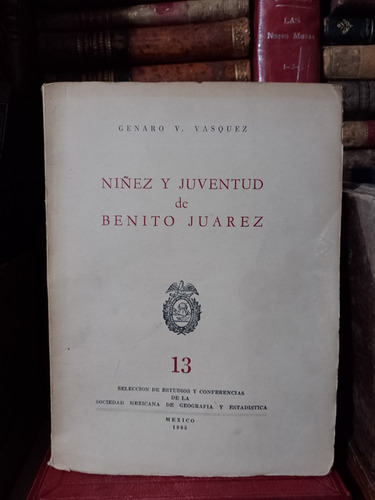 LAS
GENARO V. VASQUEZ
NIÑEZ Y JUVENTUD
de
BENITO JUAREZ
13
SELECCION DE ESTUDIOS Y CONFERENCIAS
DE LA
SOCIEDAD MEXICANA DE GEOGRAFIA Y ESTADISTICA
MEXICO